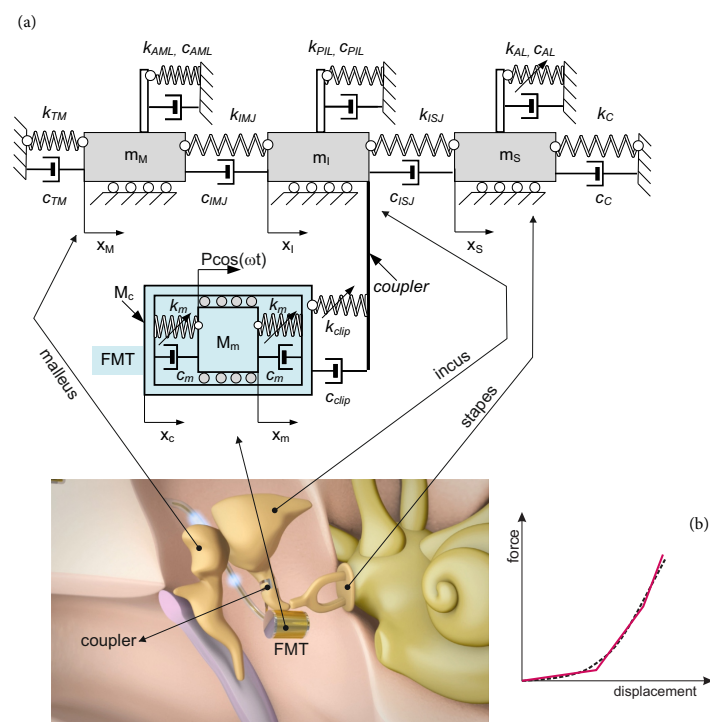 (a)
k_AML, c_AML
k_PIL, c_PIL
k_AL, c_AL
k_TM
k_IMJ
k_ISJ
k_C
m_M
m_I
m_S
c_TM
c_IMJ
c_ISJ
c_C
x_M
x_I
x_S
Pcos(ωt)
coupler
M_c
k_m
k_m
k_clip
M_m
FMT
c_m
c_m
c_clip
x_c
x_m
malleus
incus
stapes
coupler
FMT
(b)
force
displacement